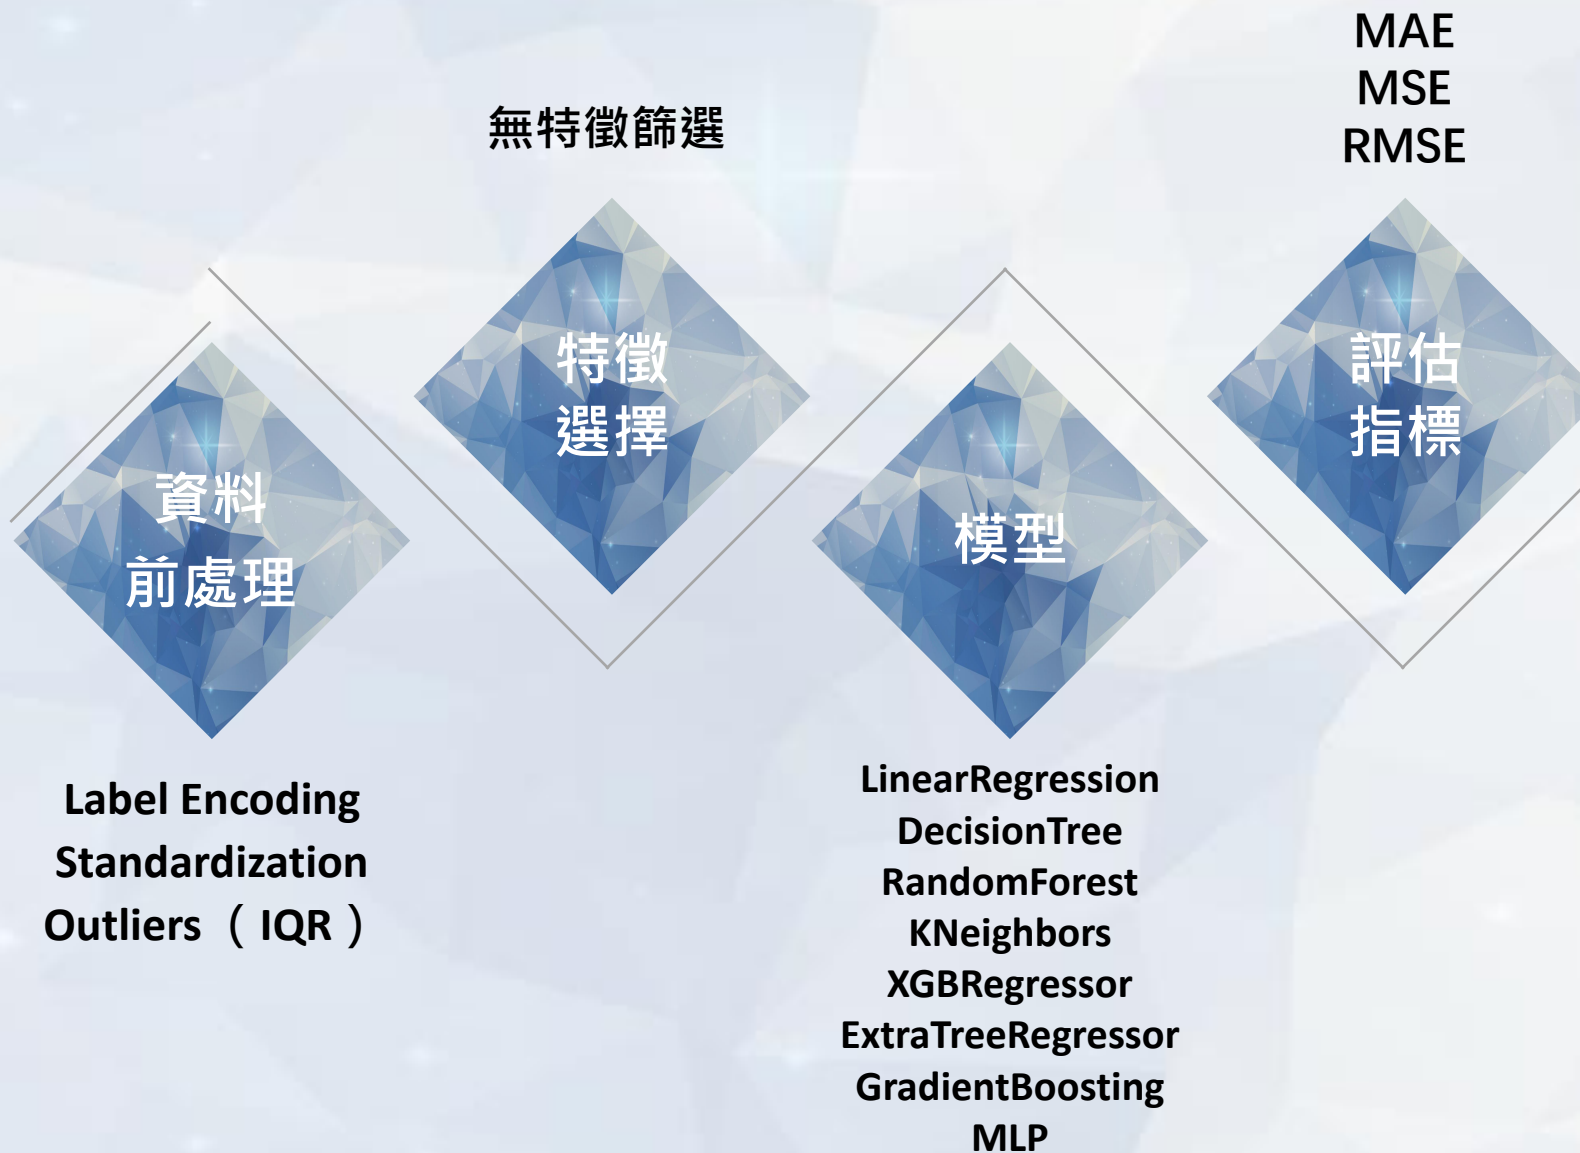 資料
前處理
Label Encoding
Standardization
Outliers （ IQR ）
無特徵篩選
特徵
選擇
模型
LinearRegression
DecisionTree
RandomForest
KNeighbors
XGBRegressor
ExtraTreeRegressor
GradientBoosting
MLP
MAE
MSE
RMSE
評估
指標